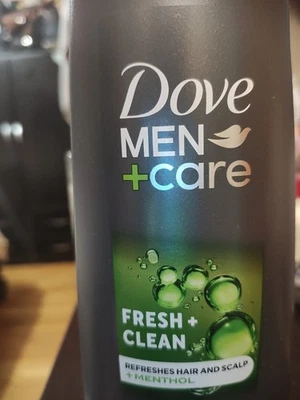 Dove
MEN
+care
FRESH+
CLEAN
REFRESHES HAIR AND SCALP
+MENTHOL